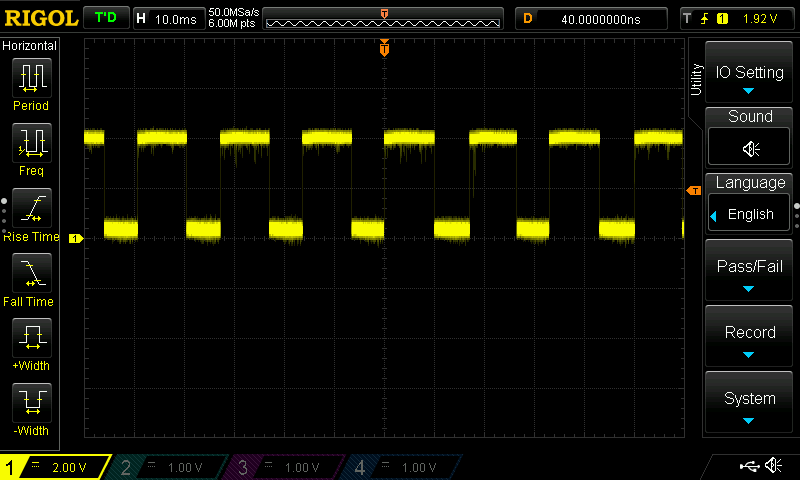 RIGOL T'D H 10.0ms 50.0MSa/s D 40.0000000ns T 1 1.92 V
6.00M pts
T
Horizontal
Period
Freq
Rise Time
Fall Time
+Width
-Width
T
1
Utility
IO Setting
Sound
Language
English
Pass/Fail
Record
System
1 2.00 V 2 1.00 V 3 1.00 V 4 1.00 V